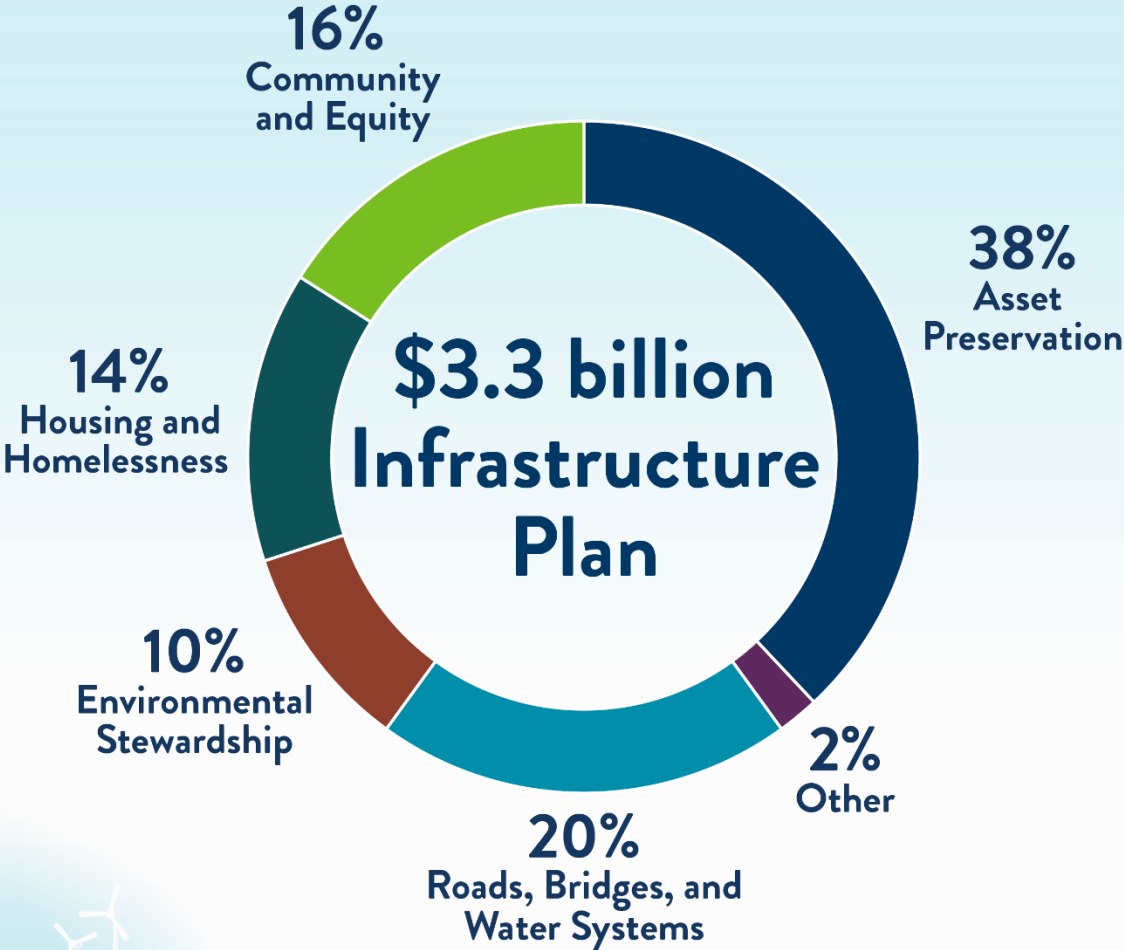 16%
Community
and Equity
38%
Asset
Preservation
14%
Housing and
Homelessness
$3.3 billion
Infrastructure
Plan
10%
Environmental
Stewardship
2%
Other
20%
Roads, Bridges, and
Water Systems